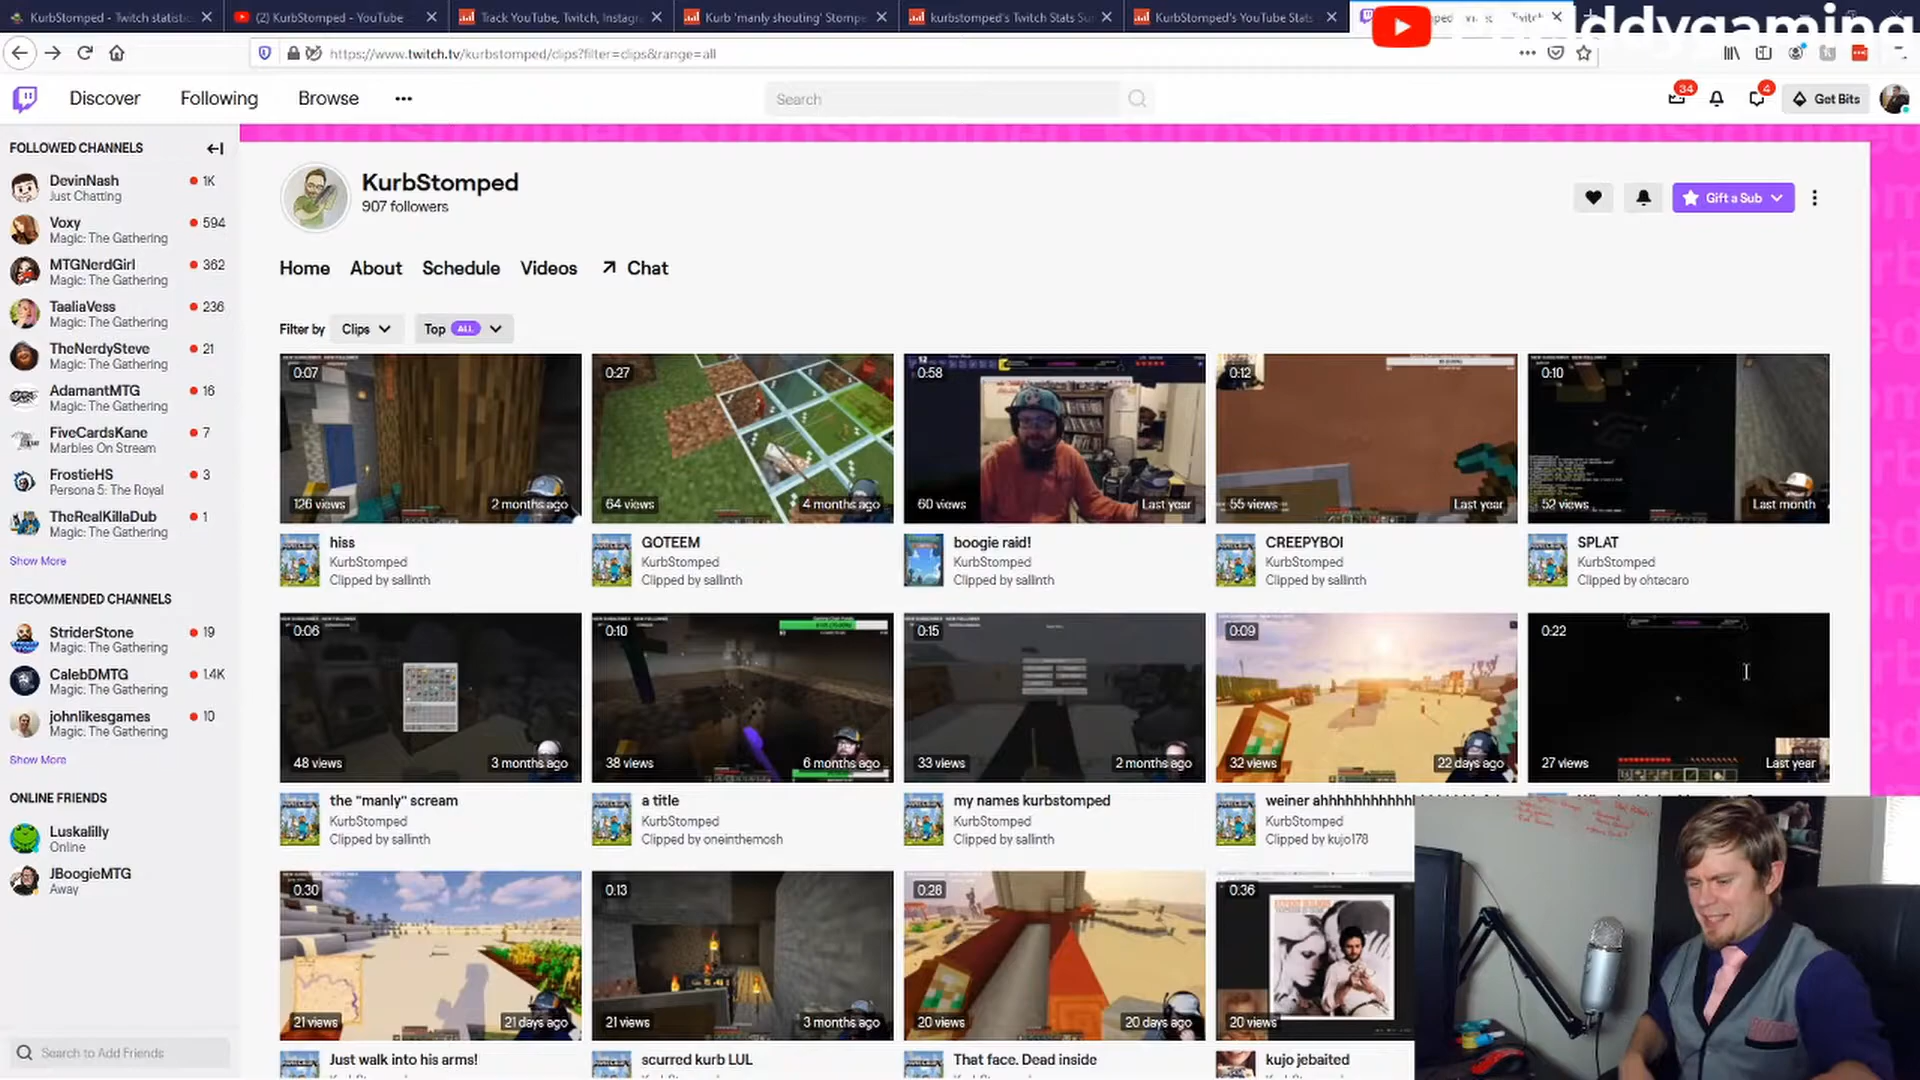 KurbStomped - Twitch statistic
(2) KurbStomped - YouTube
Track YouTube, Twitch, Instagr
Kurb 'manly shouting' Stompe
kurbstomped's Twitch Stats Su
KurbStomped's YouTube Stats
Twitch
ddygaming
https://www.twitch.tv/kurbstomped/clips?filter=clips&range=all
Discover
Following
Browse
Search
34
4
Get Bits
FOLLOWED CHANNELS
DevinNash
1K
Just Chatting
Voxy
594
Magic: The Gathering
MTGNerdGirl
362
Magic: The Gathering
TaaliaVess
236
Magic: The Gathering
TheNerdySteve
21
Magic: The Gathering
AdamantMTG
16
Magic: The Gathering
FiveCardsKane
7
Marbles On Stream
FrostieHS
3
Persona 5: The Royal
TheRealKillaDub
1
Magic: The Gathering
Show More
RECOMMENDED CHANNELS
StriderStone
19
Magic: The Gathering
CalebDMTG
1.4K
Magic: The Gathering
johnlikesgames
10
Magic: The Gathering
Show More
ONLINE FRIENDS
Luskalilly
Online
JBoogieMTG
Away
Search to Add Friends
KurbStomped
907 followers
Gift a Sub
Home
About
Schedule
Videos
Chat
Filter by
Clips
Top ALL
0:07
126 views
2 months ago
hiss
KurbStomped
Clipped by sallinth
0:27
64 views
4 months ago
GOTEEM
KurbStomped
Clipped by sallinth
0:58
60 views
Last year
boogie raid!
KurbStomped
Clipped by sallinth
0:12
55 views
Last year
CREEPYBOI
KurbStomped
Clipped by sallinth
0:10
52 views
Last month
SPLAT
KurbStomped
Clipped by ohtacaro
0:06
48 views
3 months ago
the "manly" scream
KurbStomped
Clipped by sallinth
0:10
38 views
6 months ago
a title
KurbStomped
Clipped by oneinthemosh
0:15
33 views
2 months ago
my names kurbstomped
KurbStomped
Clipped by sallinth
0:09
32 views
22 days ago
weiner ahhhhhhhhhhh
KurbStomped
Clipped by kujo178
0:22
27 views
Last year
0:30
21 views
21 days ago
Just walk into his arms!
0:13
21 views
3 months ago
scurred kurb LUL
0:28
20 views
20 days ago
That face. Dead inside
0:36
20 views
kujo jebaited